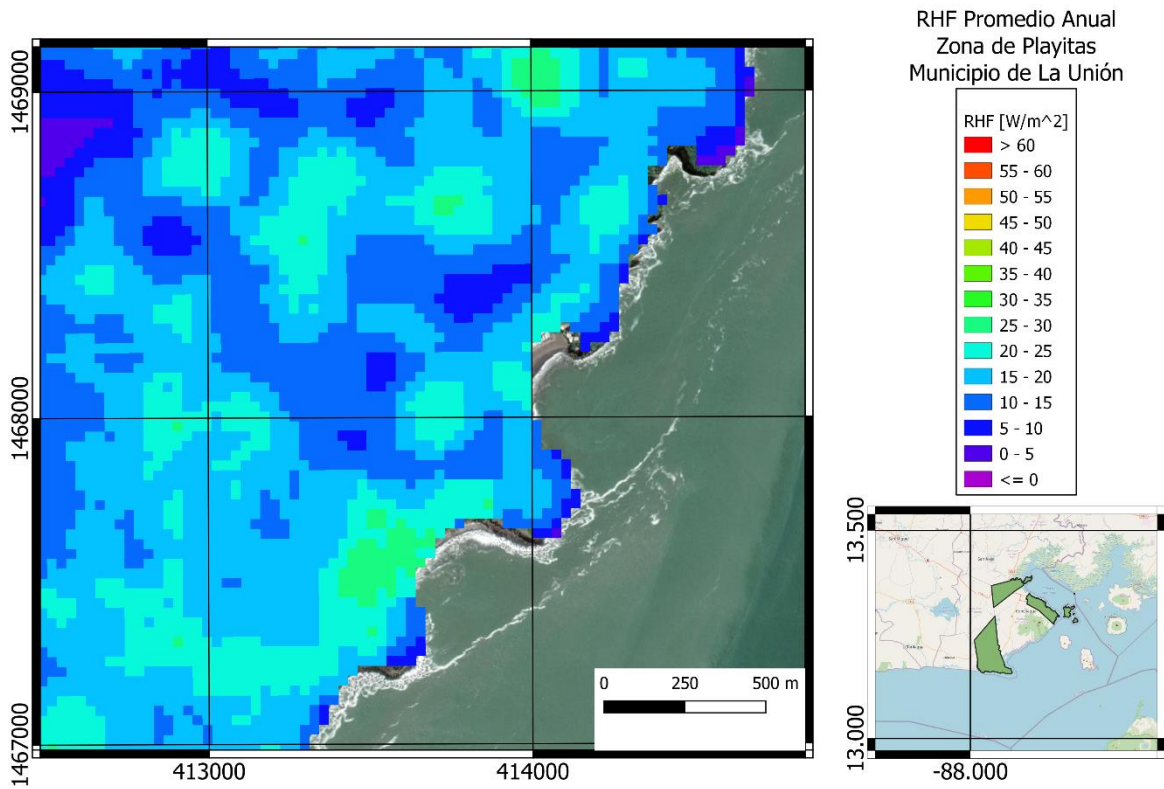 RHF Promedio Anual
Zona de Playitas
Municipio de La Unión
RHF [W/m^2]
> 60
55 - 60
50 - 55
45 - 50
40 - 45
35 - 40
30 - 35
25 - 30
20 - 25
15 - 20
10 - 15
5 - 10
0 - 5
<= 0
1469000
1468000
1467000
413000
414000
0 250 500 m
13.500
13.000
-88.000